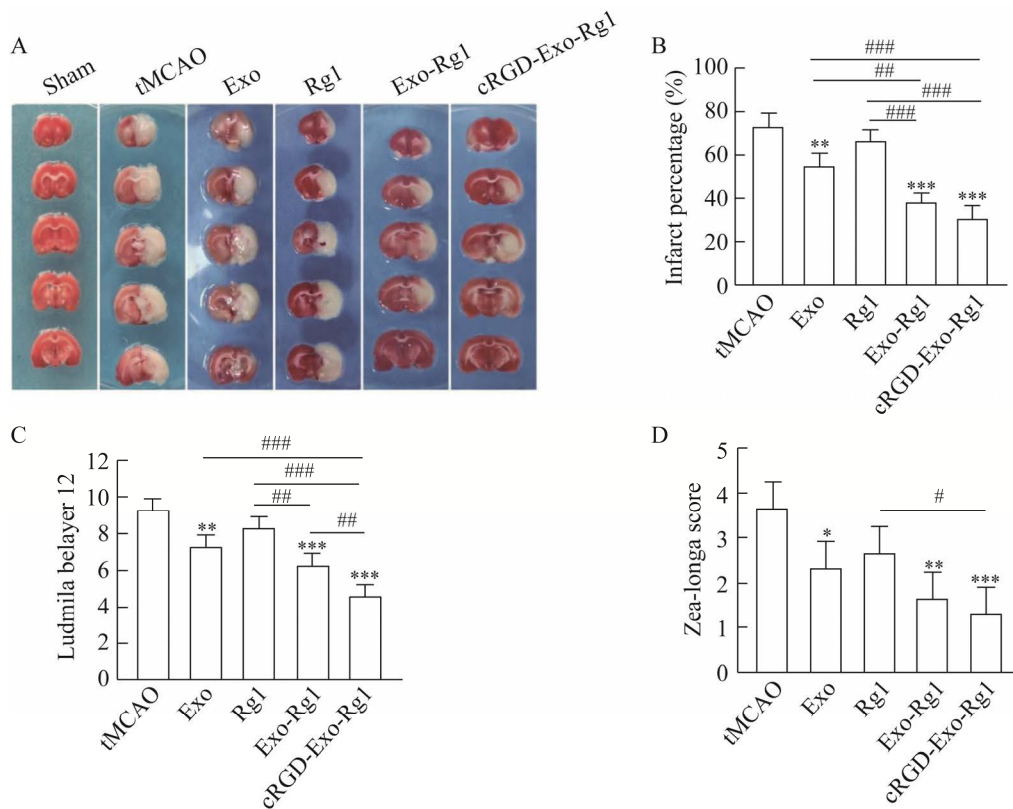 A
Sham
tMCAO
Exo
Rg1
Exo-Rg1
cRGD-Exo-Rg1
B
Infarct percentage (%)
100
80
60
40
20
0
###
##
###
###
**
***
***
tMCAO
Exo
Rg1
Exo-Rg1
cRGD-Exo-Rg1
C
Ludmila belayer 12
12
10
8
6
4
2
0
###
###
##
##
**
***
***
tMCAO
Exo
Rg1
Exo-Rg1
cRGD-Exo-Rg1
D
Zea-longa score
5
4
3
2
1
0
#
*
**
***
tMCAO
Exo
Rg1
Exo-Rg1
cRGD-Exo-Rg1